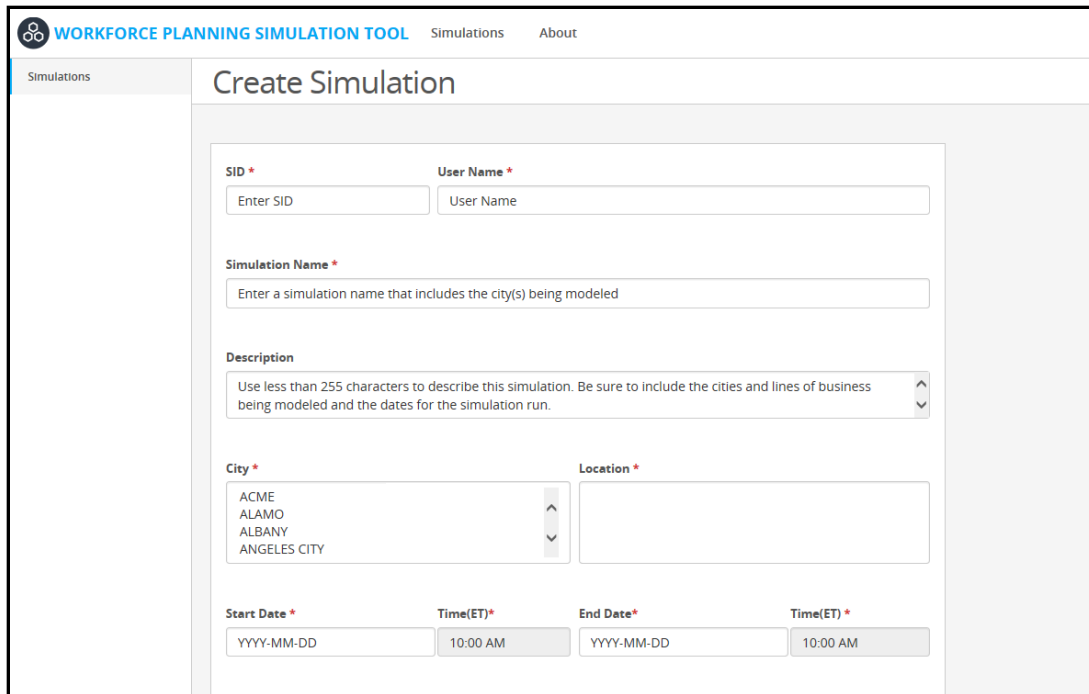 WORKFORCE PLANNING SIMULATION TOOL Simulations About
Simulations
Create Simulation
SID * User Name *
Enter SID User Name
Simulation Name *
Enter a simulation name that includes the city(s) being modeled
Description
Use less than 255 characters to describe this simulation. Be sure to include the cities and lines of business
being modeled and the dates for the simulation run.
City * Location *
ACME
ALAMO
ALBANY
ANGELES CITY
Start Date * Time(ET)* End Date* Time(ET) *
YYYY-MM-DD 10:00 AM YYYY-MM-DD 10:00 AM